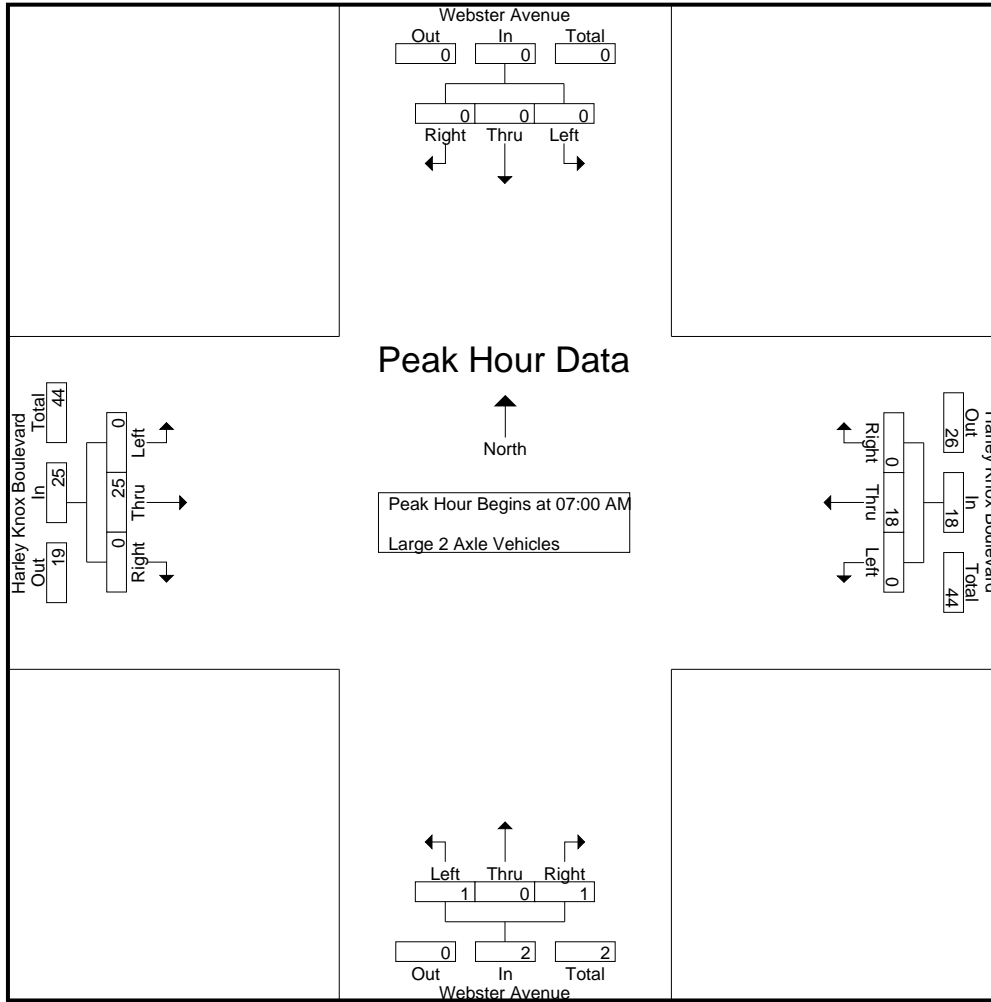 Webster Avenue
Out In Total
0 0 0
0 0 0
Right Thru Left
Peak Hour Data
North
Peak Hour Begins at 07:00 AM
Large 2 Axle Vehicles
Harley Knox Boulevard
Total In Out
44 25 19
0 25 0
Left Thru Right
Right Thru Left
0 18 0
26 18 44
Out In Total
Harley Knox Boulevard
Left Thru Right
1 0 1
0 2 2
Out In Total
Webster Avenue